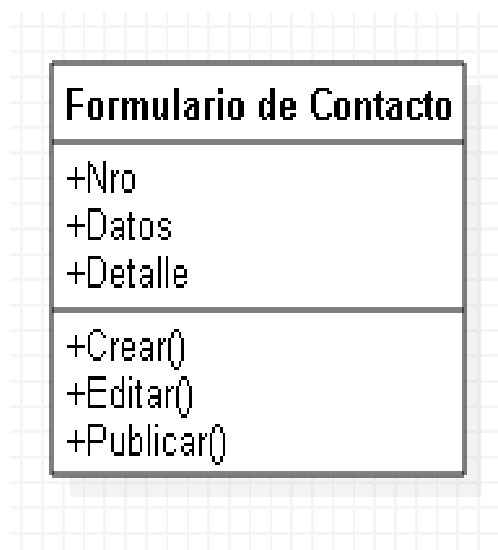 Formulario de Contacto
+Nro
+Datos
+Detalle
+Crear()
+Editar()
+Publicar()